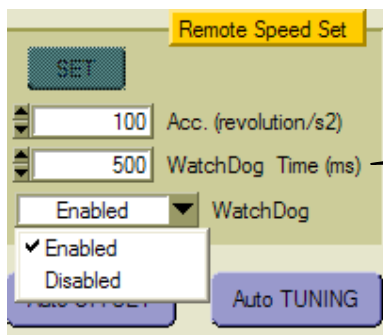 Remote Speed Set
SET
100 Acc. (revolution/s2)
500 WatchDog Time (ms)
Enabled WatchDog
✔ Enabled
Disabled
Auto TUNING